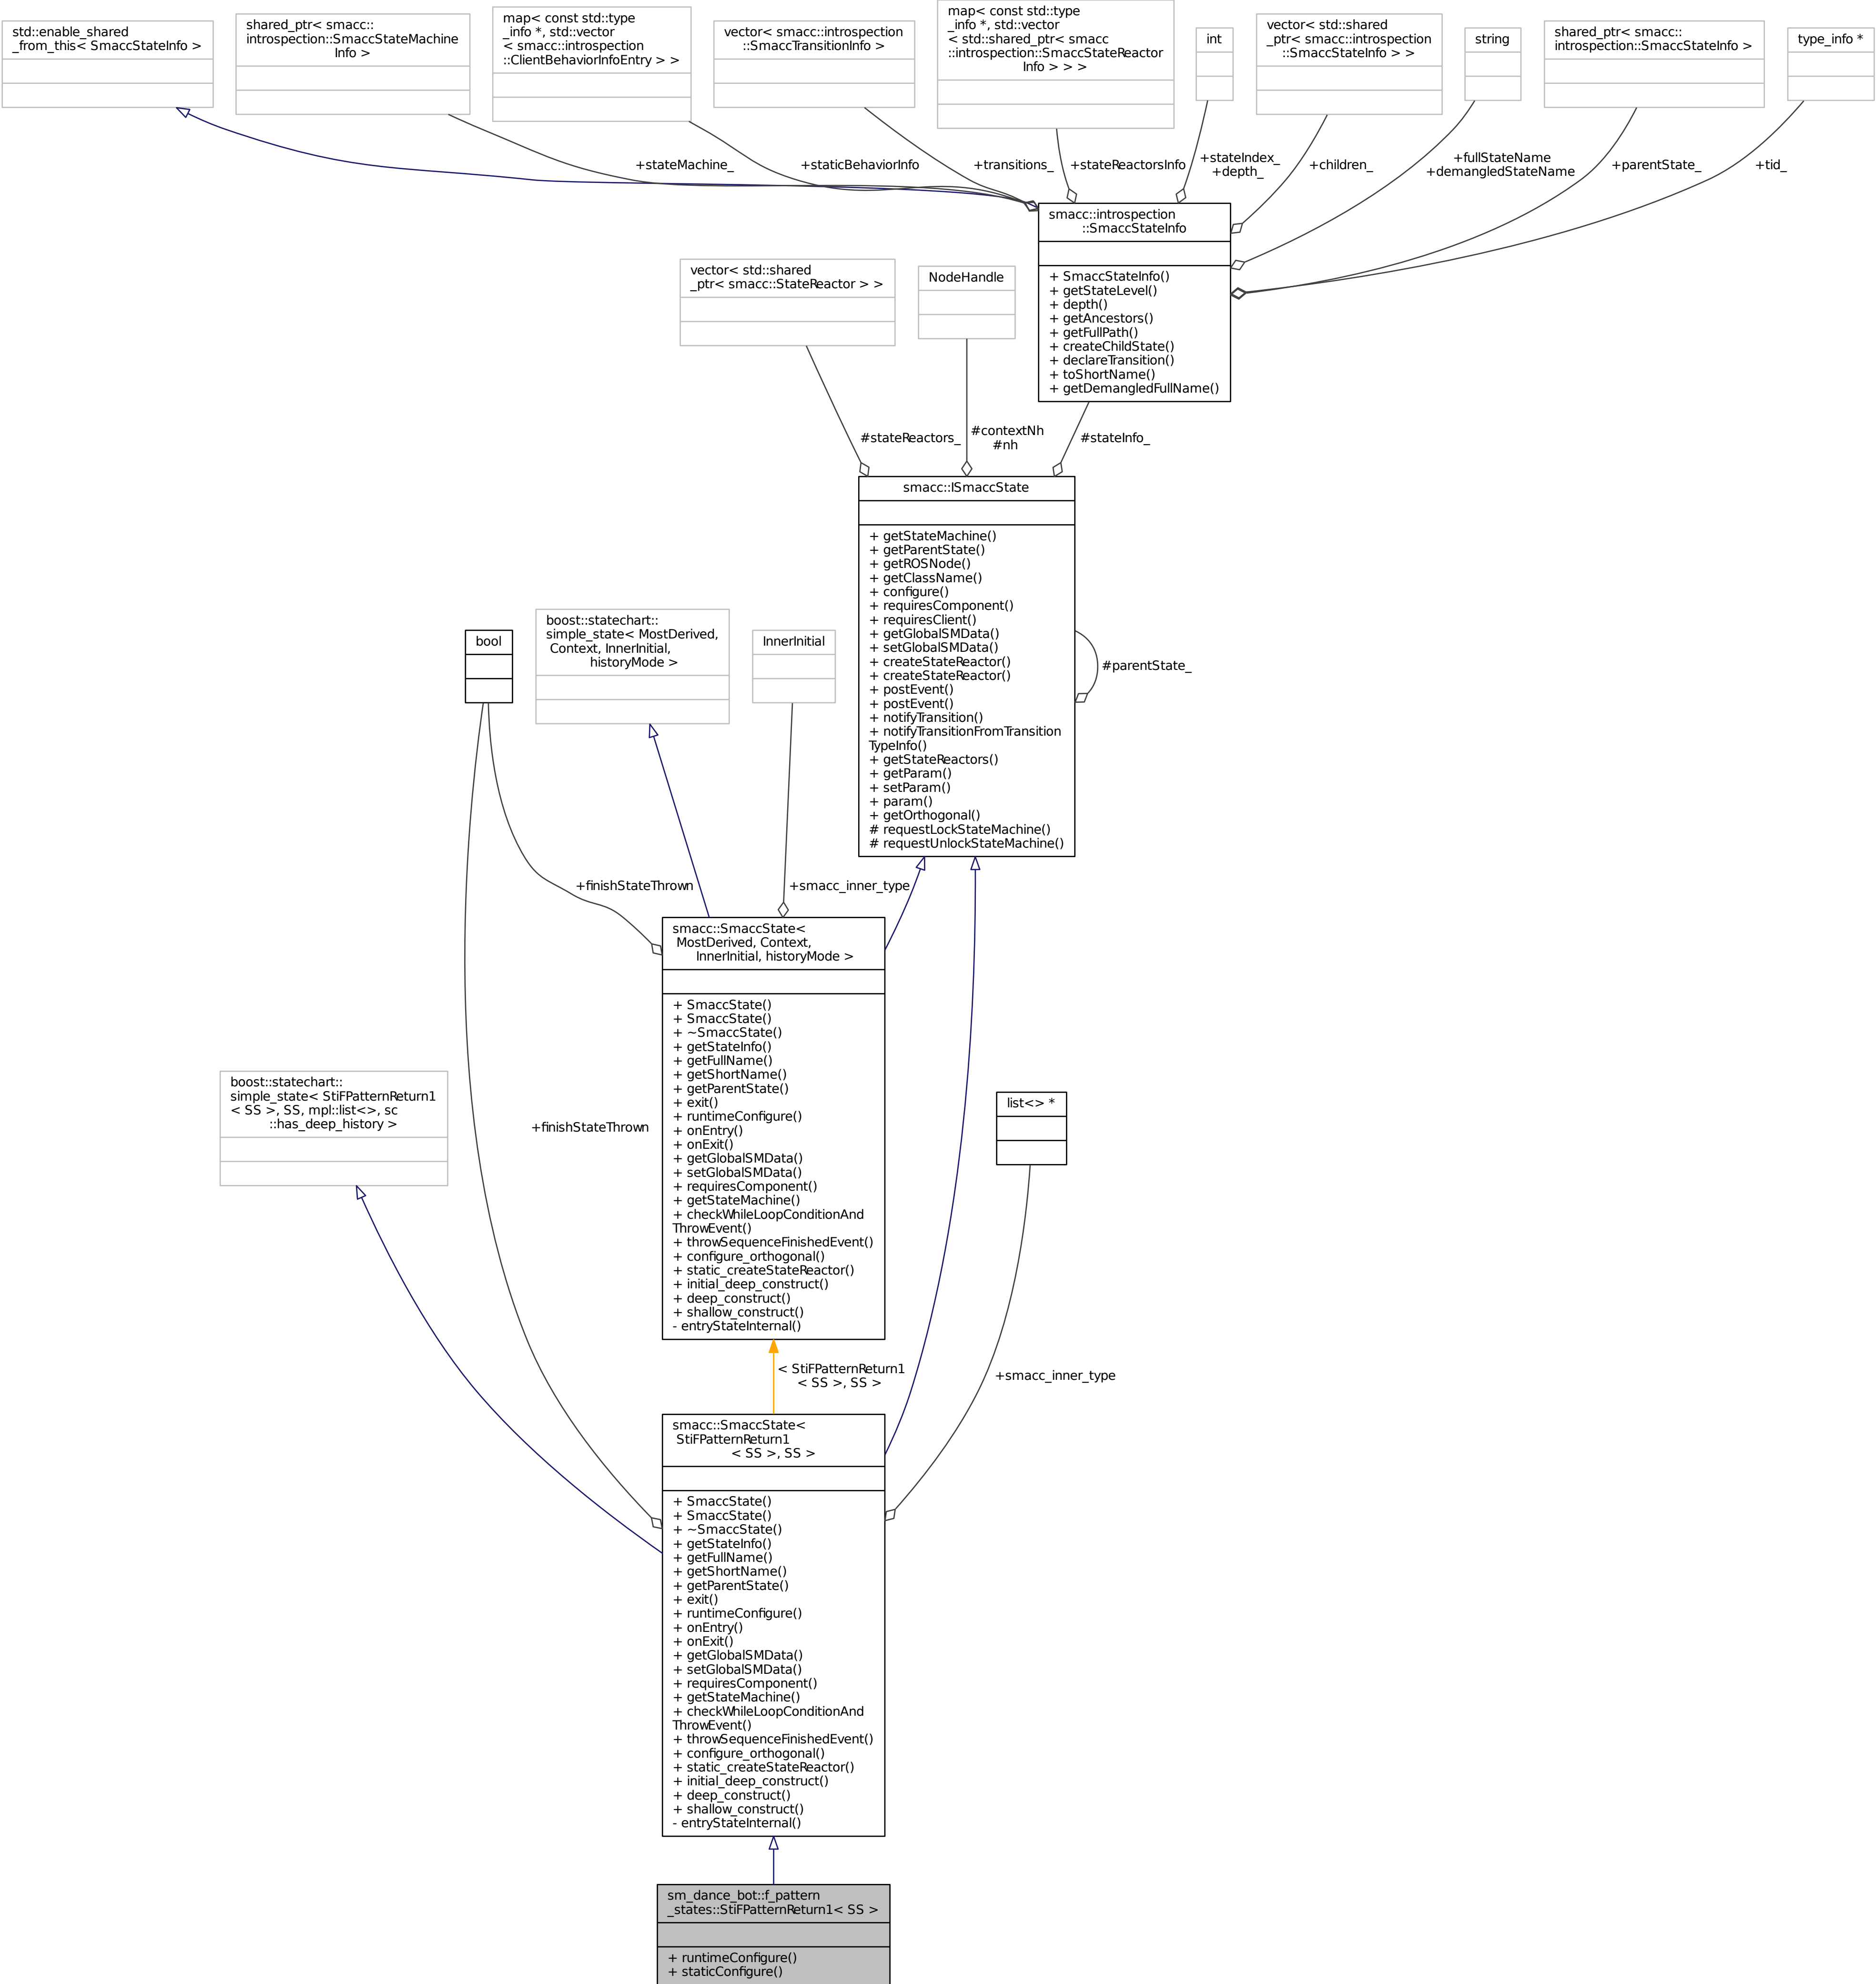 std::enable_shared
_from_this< SmaccStateInfo >
shared_ptr< smacc::
introspection::SmaccStateMachine
Info >
map< const std::type
_info *, std::vector
< smacc::introspection
::ClientBehaviorInfoEntry > >
vector< smacc::introspection
::SmaccTransitionInfo >
map< const std::type
_info *, std::vector
< std::shared_ptr< smacc
::introspection::SmaccStateReactor
Info > > >
int
vector< std::shared
_ptr< smacc::introspection
::SmaccStateInfo > >
string
shared_ptr< smacc::
introspection::SmaccStateInfo >
type_info *
+stateMachine_
+staticBehaviorInfo
+transitions_
+stateReactorsInfo
+stateIndex_
+depth_
+children_
+fullStateName
+demangledStateName
+parentState_
+tid_
smacc::introspection
::SmaccStateInfo
+ SmaccStateInfo()
+ getStateLevel()
+ depth()
+ getAncestors()
+ getFullPath()
+ createChildState()
+ declareTransition()
+ toShortName()
+ getDemangledFullName()
vector< std::shared
_ptr< smacc::StateReactor > >
NodeHandle
#stateReactors_
#contextNh
#nh
#stateInfo_
smacc::ISmaccState
+ getStateMachine()
+ getParentState()
+ getROSNode()
+ getClassName()
+ configure()
+ requiresComponent()
+ requiresClient()
+ getGlobalSMData()
+ setGlobalSMData()
+ createStateReactor()
+ createStateReactor()
+ postEvent()
+ postEvent()
+ notifyTransition()
+ notifyTransitionFromTransition
TypeInfo()
+ getStateReactors()
+ getParam()
+ setParam()
+ param()
+ getOrthogonal()
# requestLockStateMachine()
# requestUnlockStateMachine()
#parentState_
bool
boost::statechart::
simple_state< MostDerived,
Context, InnerInitial,
historyMode >
InnerInitial
+finishStateThrown
+smacc_inner_type
smacc::SmaccState<
MostDerived, Context,
InnerInitial, historyMode >
+ SmaccState()
+ SmaccState()
+ ~SmaccState()
+ getStateInfo()
+ getFullName()
+ getShortName()
+ getParentState()
+ exit()
+ runtimeConfigure()
+ onEntry()
+ onExit()
+ getGlobalSMData()
+ setGlobalSMData()
+ requiresComponent()
+ getStateMachine()
+ checkWhileLoopConditionAnd
ThrowEvent()
+ throwSequenceFinishedEvent()
+ configure_orthogonal()
+ static_createStateReactor()
+ initial_deep_construct()
+ deep_construct()
+ shallow_construct()
- entryStateInternal()
boost::statechart::
simple_state< StiFPatternReturn1
< SS >, SS, mpl::list<>, sc
::has_deep_history >
+finishStateThrown
list<> *
< StiFPatternReturn1
< SS >, SS >
+smacc_inner_type
smacc::SmaccState<
StiFPatternReturn1
< SS >, SS >
+ SmaccState()
+ SmaccState()
+ ~SmaccState()
+ getStateInfo()
+ getFullName()
+ getShortName()
+ getParentState()
+ exit()
+ runtimeConfigure()
+ onEntry()
+ onExit()
+ getGlobalSMData()
+ setGlobalSMData()
+ requiresComponent()
+ getStateMachine()
+ checkWhileLoopConditionAnd
ThrowEvent()
+ throwSequenceFinishedEvent()
+ configure_orthogonal()
+ static_createStateReactor()
+ initial_deep_construct()
+ deep_construct()
+ shallow_construct()
- entryStateInternal()
sm_dance_bot::f_pattern
_states::StiFPatternReturn1< SS >
+ runtimeConfigure()
+ staticConfigure()